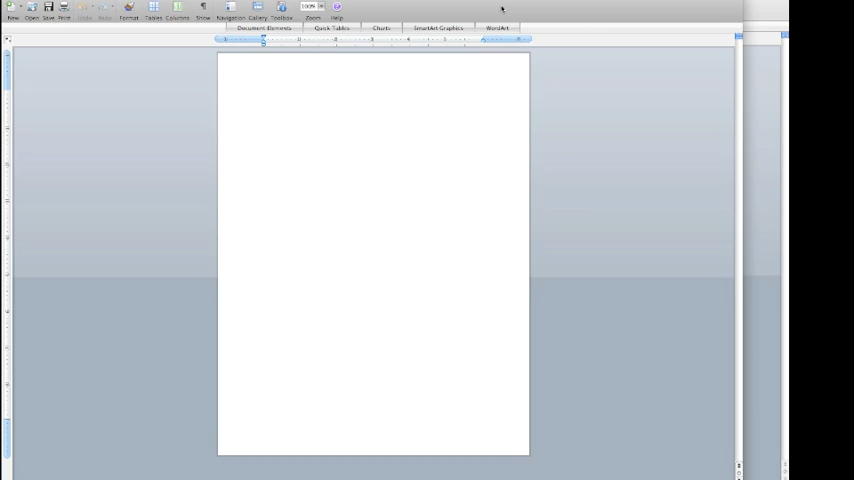 New Open Save Print Undo Redo Format Tables Columns Show Navigation Gallery Toolbox Zoom Help
100%
Document Elements Quick Tables Charts SmartArt Graphics WordArt